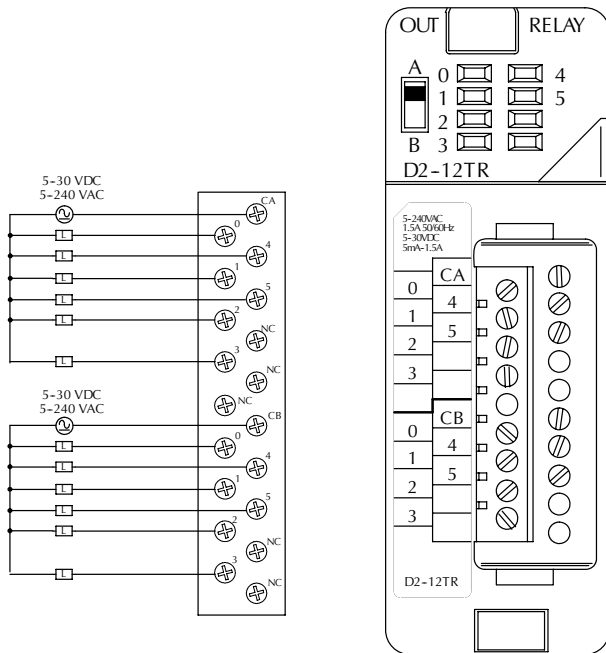 5-30 VDC
5-240 VAC
CA
0
L
4
L
1
L
5
L
2
L
NC
3
L
NC
NC
5-30 VDC
5-240 VAC
CB
0
L
4
L
1
L
5
L
2
L
NC
3
L
NC
OUT RELAY
A
0 4
1 5
2
B 3
D2-12TR
5-240VAC
1.5A 50/60Hz
5-30VDC
5mA-1.5A
CA
0
4
1
5
2
3
CB
0
4
1
5
2
3
D2-12TR